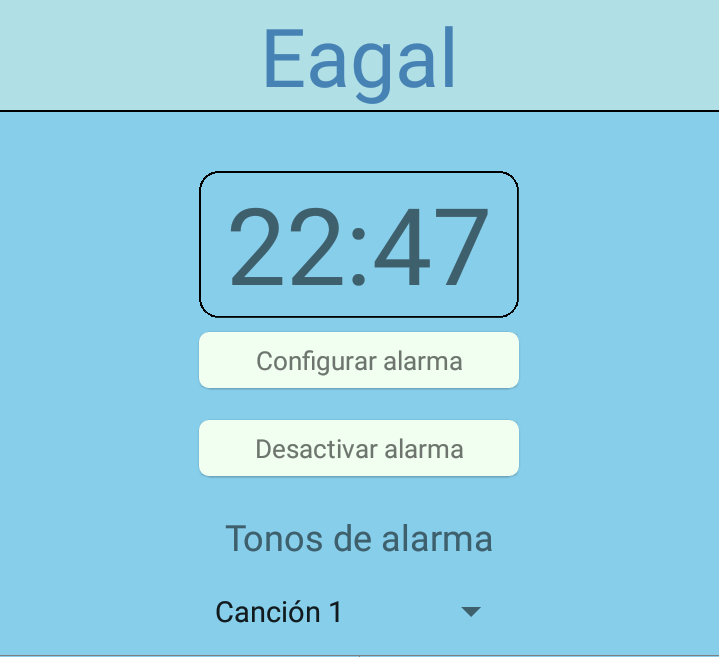 Eagal
22:47
Configurar alarma
Desactivar alarma
Tonos de alarma
Canción 1